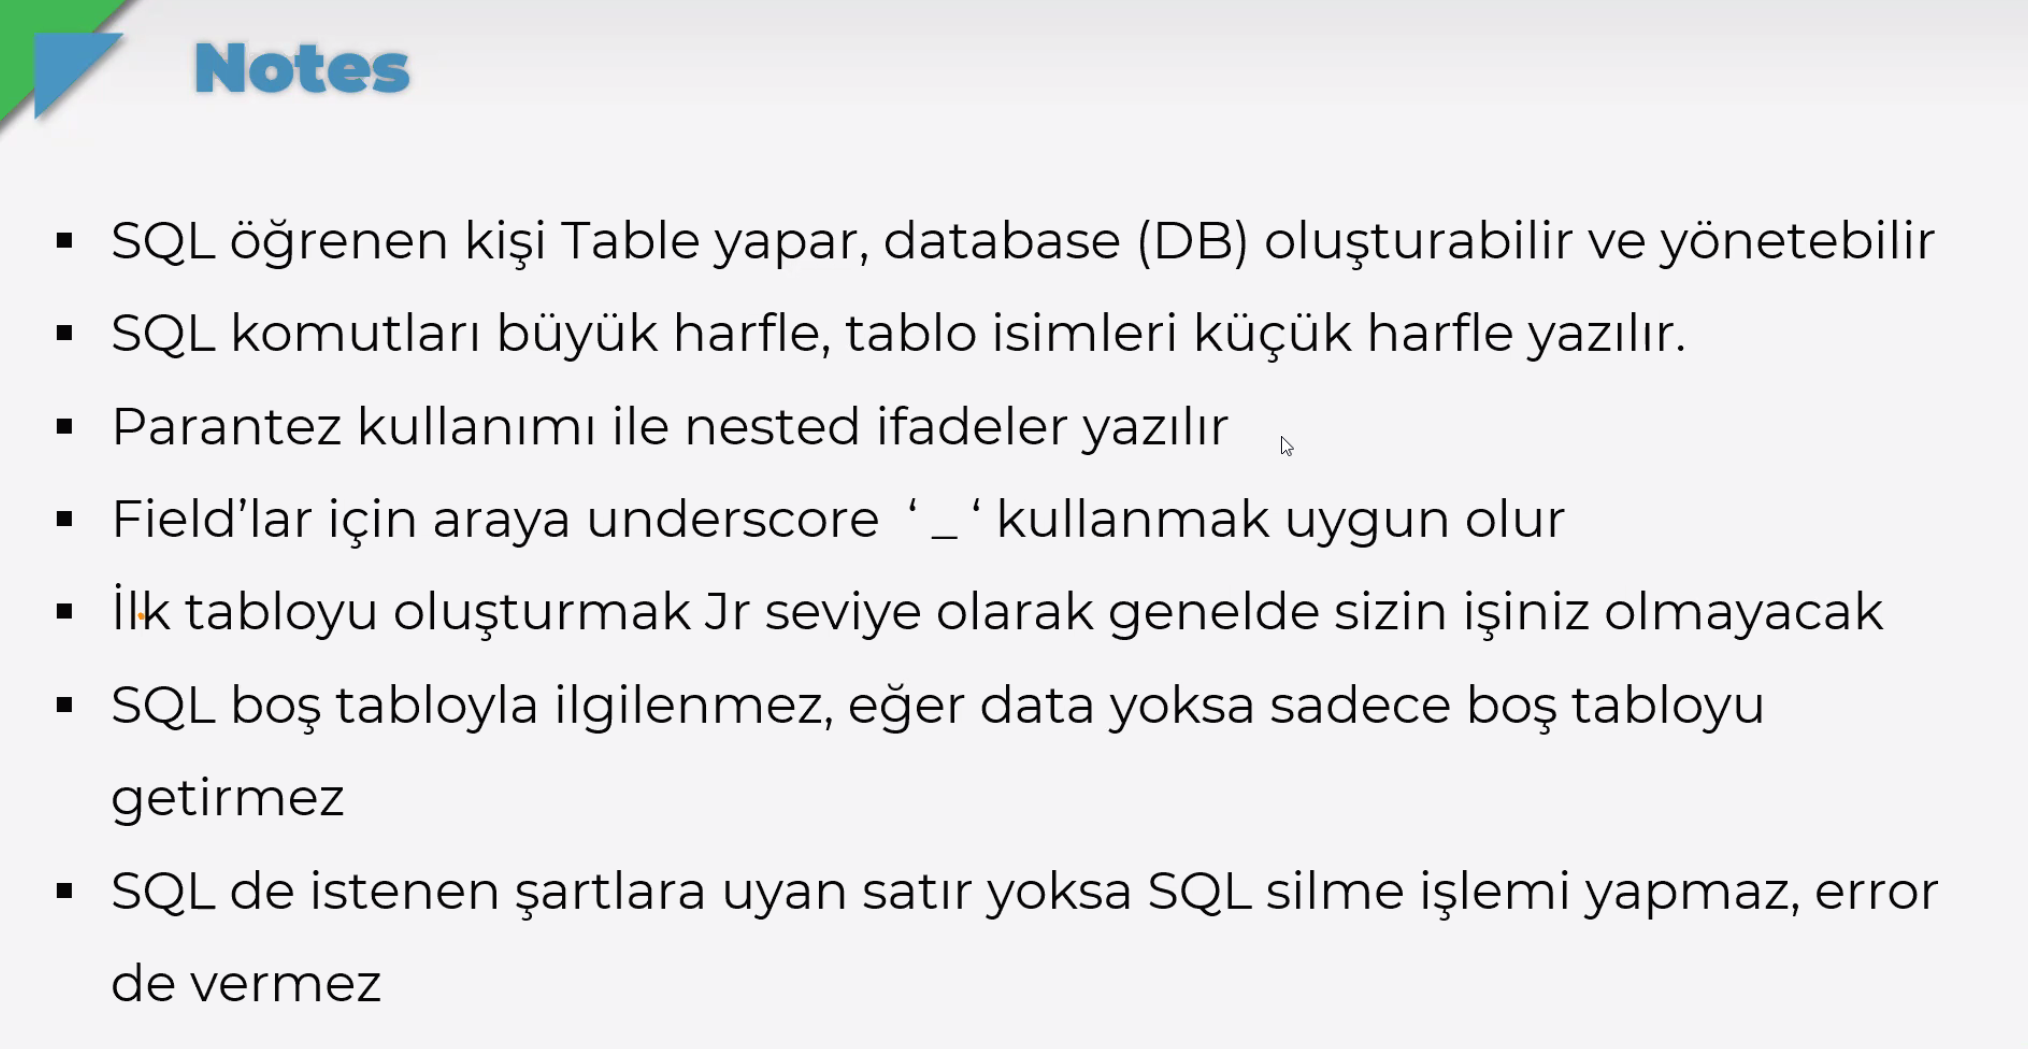 Notes
▪ SQL öğrenen kişi Table yapar, database (DB) oluşturabilir ve yönetebilir
▪ SQL komutları büyük harfle, tablo isimleri küçük harfle yazılır.
▪ Parantez kullanımı ile nested ifadeler yazılır
▪ Field’lar için araya underscore ‘ _ ‘ kullanmak uygun olur
▪ İlk tabloyu oluşturmak Jr seviye olarak genelde sizin işiniz olmayacak
▪ SQL boş tabloyla ilgilenmez, eğer data yoksa sadece boş tabloyu
getirmez
▪ SQL de istenen şartlara uyan satır yoksa SQL silme işlemi yapmaz, error
de vermez